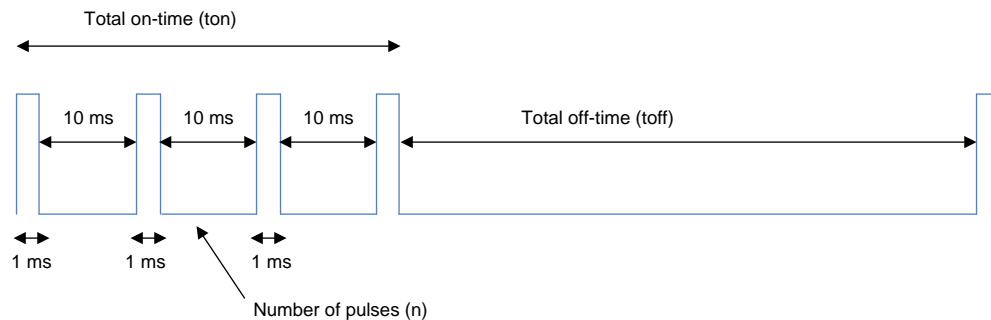 Total on-time (ton)
10 ms
10 ms
10 ms
Total off-time (toff)
1 ms
1 ms
1 ms
Number of pulses (n)